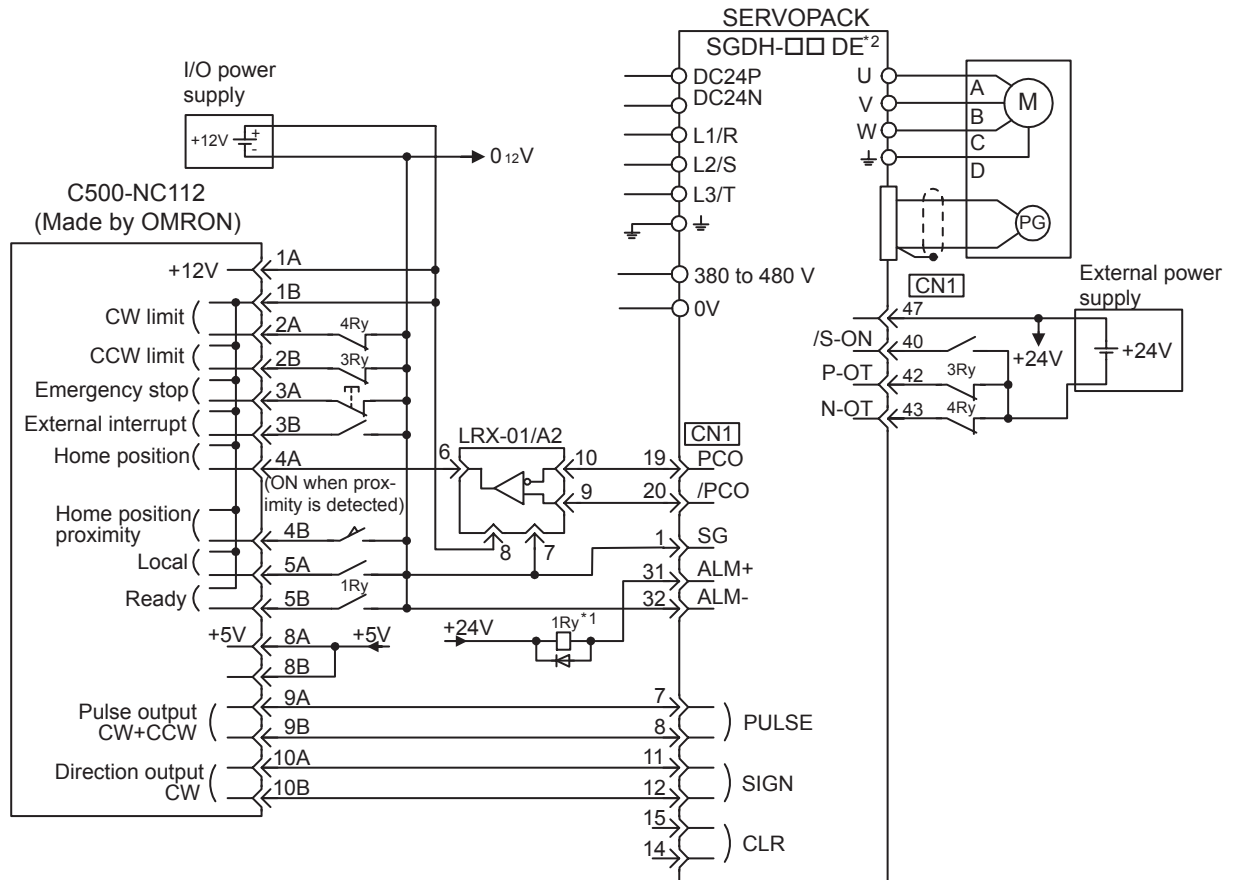 SERVOPACK
SGDH-□□ DE*2
I/O power
supply
+12V
+
-
0 12V
C500-NC112
(Made by OMRON)
DC24P
DC24N
L1/R
L2/S
L3/T
380 to 480 V
0V
U
V
W
A
B
C
D
M
PG
CN1
External power
supply
+24V
+24V
47
/S-ON
40
P-OT
42
3Ry
N-OT
43
4Ry
+12V
1A
1B
CW limit
2A
4Ry
CCW limit
2B
3Ry
Emergency stop
3A
External interrupt
3B
Home position
4A
(ON when prox-
imity is detected)
Home position
proximity
4B
Local
5A
Ready
5B
1Ry
LRX-01/A2
6
10
9
8
7
CN1
19
PCO
20
/PCO
1
SG
31
ALM+
32
ALM-
+24V
1Ry*1
+5V
8A
+5V
8B
Pulse output
CW+CCW
9A
9B
7
8
PULSE
Direction output
CW
10A
10B
11
12
SIGN
15
14
CLR